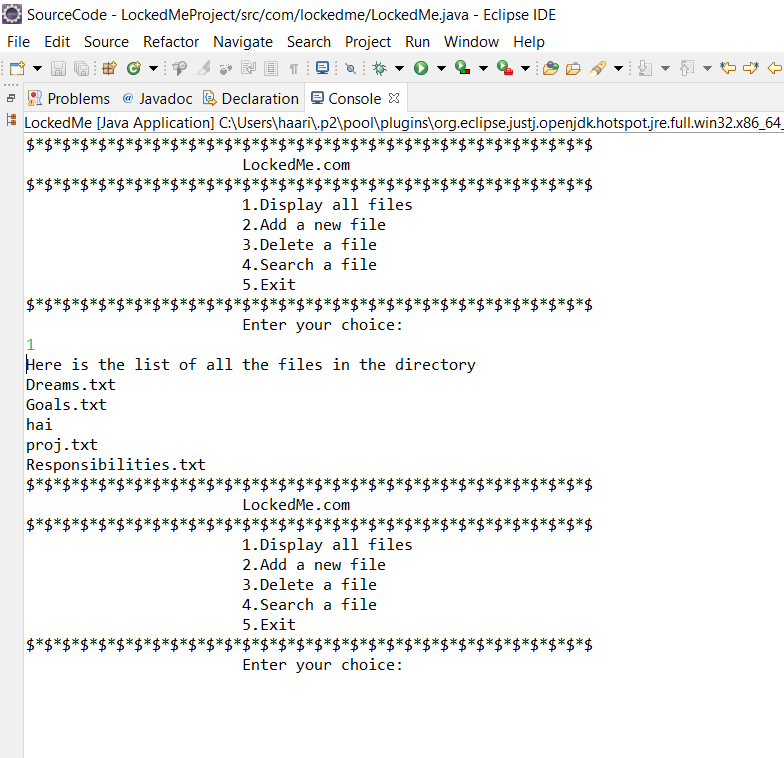 SourceCode - LockedMeProject/src/com/lockedme/LockedMe.java - Eclipse IDE
File Edit Source Refactor Navigate Search Project Run Window Help
Problems @ Javadoc Declaration Console
LockedMe [Java Application] C:\Users\haari\.p2\pool\plugins\org.eclipse.justj.openjdk.hotspot.jre.full.win32.x86_64_
$*$*$*$*$*$*$*$*$*$*$*$*$*$*$*$*$*$*$*$*$*$*$*$*$*$*$*$*$*$*$*$
LockedMe.com
$*$*$*$*$*$*$*$*$*$*$*$*$*$*$*$*$*$*$*$*$*$*$*$*$*$*$*$*$*$*$*$
1.Display all files
2.Add a new file
3.Delete a file
4.Search a file
5.Exit
$*$*$*$*$*$*$*$*$*$*$*$*$*$*$*$*$*$*$*$*$*$*$*$*$*$*$*$*$*$*$*$
Enter your choice:
1
Here is the list of all the files in the directory
Dreams.txt
Goals.txt
hai
proj.txt
Responsibilities.txt
$*$*$*$*$*$*$*$*$*$*$*$*$*$*$*$*$*$*$*$*$*$*$*$*$*$*$*$*$*$*$*$
LockedMe.com
$*$*$*$*$*$*$*$*$*$*$*$*$*$*$*$*$*$*$*$*$*$*$*$*$*$*$*$*$*$*$*$
1.Display all files
2.Add a new file
3.Delete a file
4.Search a file
5.Exit
$*$*$*$*$*$*$*$*$*$*$*$*$*$*$*$*$*$*$*$*$*$*$*$*$*$*$*$*$*$*$*$
Enter your choice: